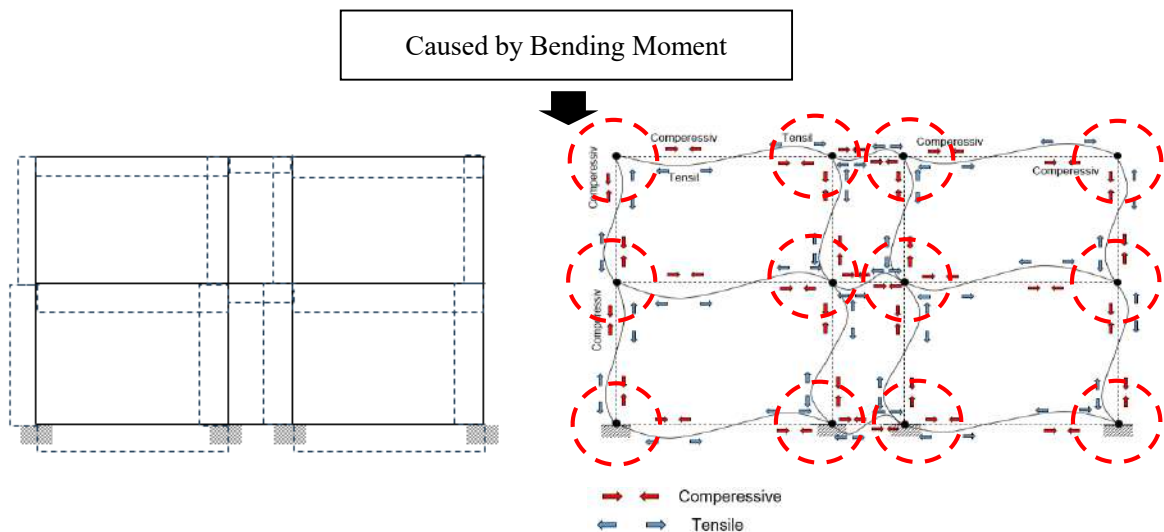 Caused by Bending Moment
Comperessiv
Tensil
Comperessiv
Comperessiv
Tensil
Comperessiv
Comperessiv
Comperessive
Tensile